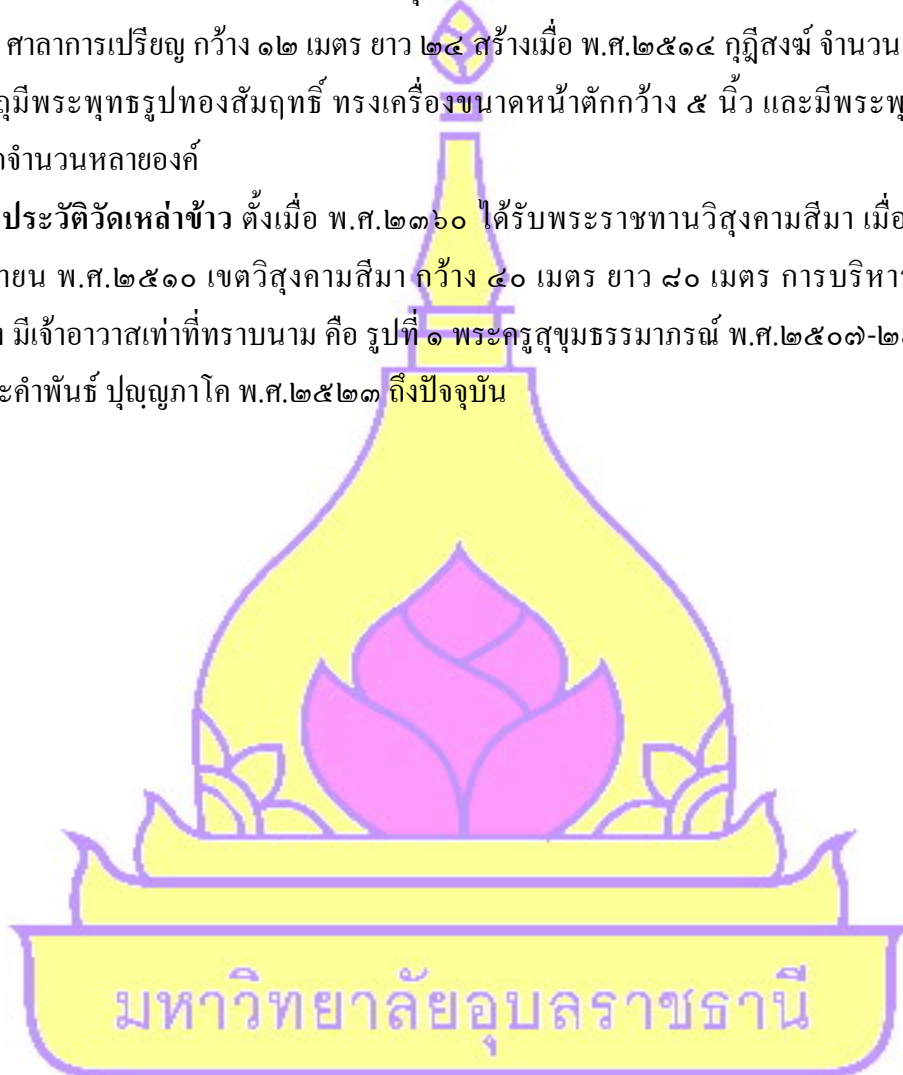 ศาลาการเปรียญ กว้าง ๑๒ เมตร ยาว ๒๔ สร้างเมื่อ พ.ศ.๒๕๑๔ กุฎีสงฆ์ จำนวน
มีพระพุทธรูปทองสัมฤทธิ์ ทรงเครื่องขนาดหน้าตักกว้าง ๕ นิ้ว และมีพระพุ
จำนวนหลายองค์
ประวัติวัดเหล่าข้าว ตั้งเมื่อ พ.ศ.๒๓๖๐ ได้รับพระราชทานวิสุงคามสีมา เมื่อ
ายน พ.ศ.๒๕๑๐ เขตวิสุงคามสีมา กว้าง ๔๐ เมตร ยาว ๘๐ เมตร การบริหาร
มีเจ้าอาวาสเท่าที่ทราบนาม คือ รูปที่ ๑ พระครูสุขุมธรรมาภรณ์ พ.ศ.๒๕๐๗-๒
ะคำพันธ์ ปุญฺญภาโค พ.ศ.๒๕๒๓ ถึงปัจจุบัน
มหาวิทยาลัยอุบลราชธานี